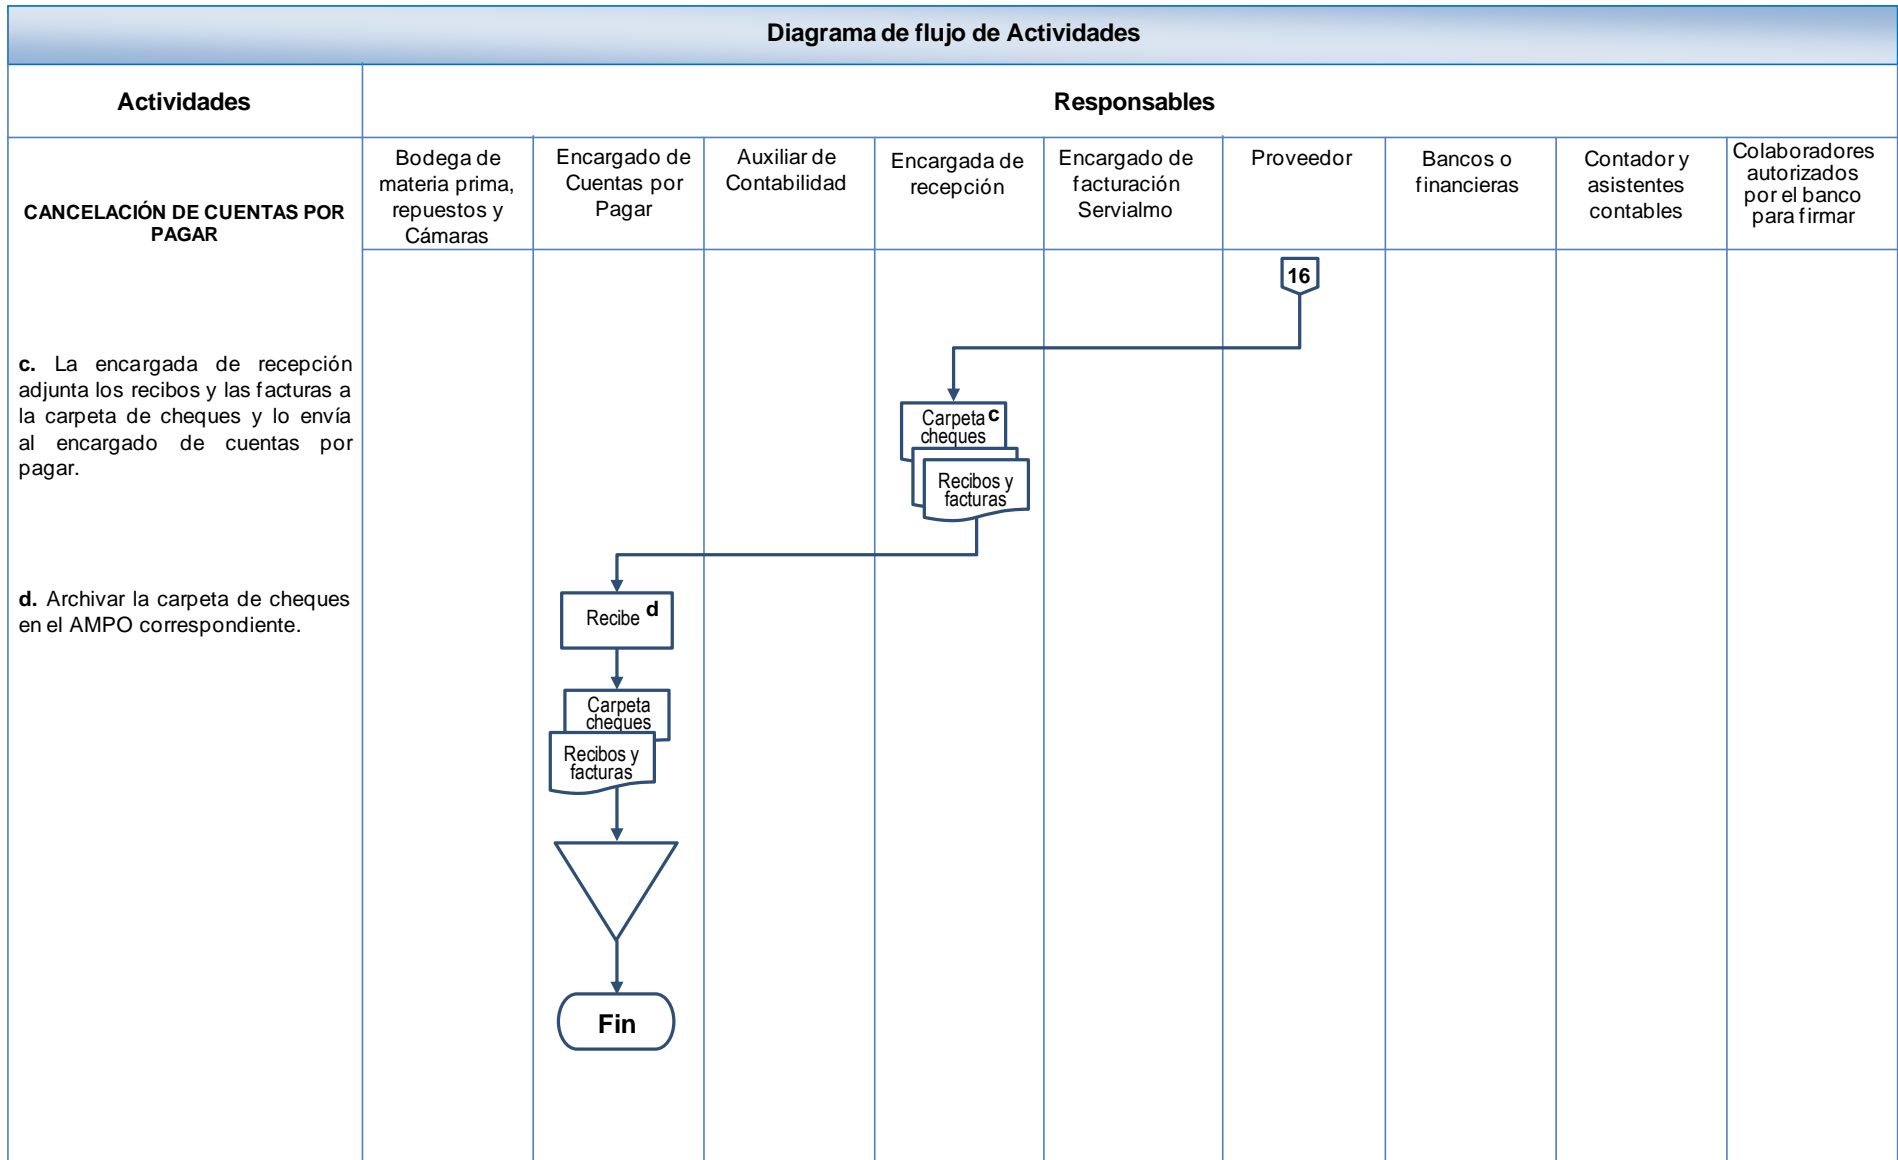 Diagrama de flujo de Actividades
Actividades
Responsables
CANCELACIÓN DE CUENTAS POR
PAGAR
Bodega de
materia prima,
repuestos y
Cámaras
Encargado de
Cuentas por
Pagar
Auxiliar de
Contabilidad
Encargada de
recepción
Encargado de
facturación
Servialmo
Proveedor
Bancos o
financieras
Contador y
asistentes
contables
Colaboradores
autorizados
por el banco
para firmar
16
c. La encargada de recepción
adjunta los recibos y las facturas a
la carpeta de cheques y lo envía
al encargado de cuentas por
pagar.
Carpeta c
cheques
Recibos y
facturas
d. Archivar la carpeta de cheques
en el AMPO correspondiente.
Recibe d
Carpeta
cheques
Recibos y
facturas
Fin